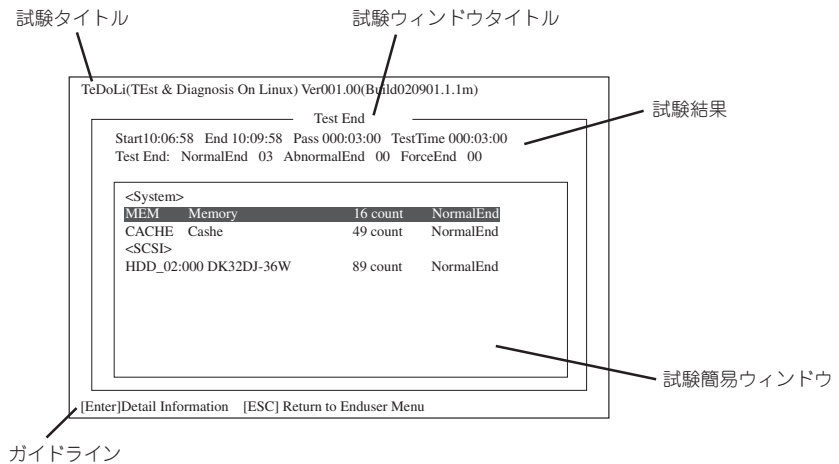 試験タイトル
試験ウィンドウタイトル
TeDoLi(TEst & Diagnosis On Linux) Ver001.00(Build020901.1.1m)
試験結果
Test End
Start10:06:58 End 10:09:58 Pass 000:03:00 TestTime 000:03:00
Test End: NormalEnd 03 AbnormalEnd 00 ForceEnd 00
<System>
MEM Memory 16 count NormalEnd
CACHE Cashe 49 count NormalEnd
<SCSI>
HDD_02:000 DK32DJ-36W 89 count NormalEnd
試験簡易ウィンドウ
[Enter]Detail Information [ESC] Return to Enduser Menu
ガイドライン